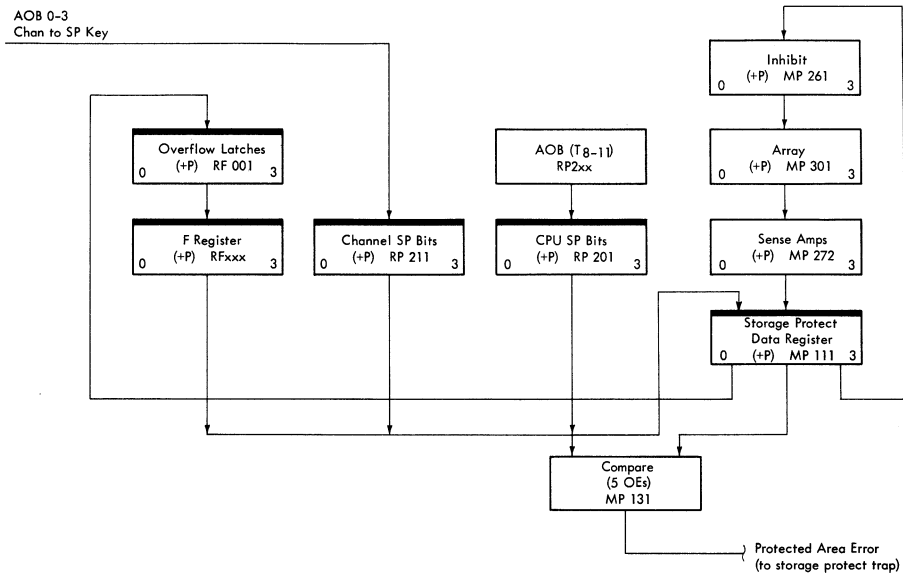 AOB 0-3
Chan to SP Key
Inhibit
(+P) MP 261
0 3
Overflow Latches
(+P) RF 001
0 3
AOB (T8-11)
RP2xx
Array
(+P) MP 301
0 3
F Register
(+P) RFxxx
0 3
Channel SP Bits
(+P) RP 211
0 3
CPU SP Bits
(+P) RP 201
0 3
Sense Amps
(+P) MP 272
0 3
Storage Protect
Data Register
0 (+P) MP 111 3
Compare
(5 OEs)
MP 131
Protected Area Error
(to storage protect trap)